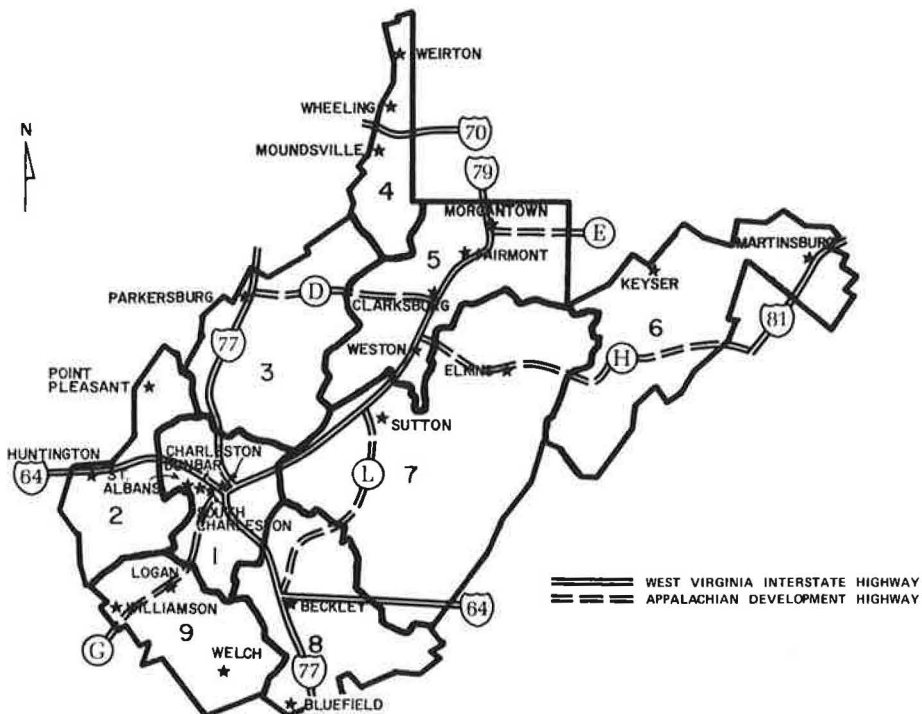 WEIRTON
WHEELING
70
MOUNDSVILLE
N
79
4
MORGANTOWN
E
5
FAIRMONT
MARTINSBURG
KEYSER
D
PARKERSBURG
CLARKSBURG
6
81
77
WESTON
H
3
ELKINS
POINT
PLEASANT
SUTTON
HUNTINGTON
CHARLESTON
DUNBAR
64
ST.
ALBANS
L
7
2
SOUTH
CHARLESTON
1
LOGAN
WEST VIRGINIA INTERSTATE HIGHWAY
WILLIAMSON
BECKLEY
64
APPALACHIAN DEVELOPMENT HIGHWAY
9
G
8
WELCH
77
BLUEFIELD